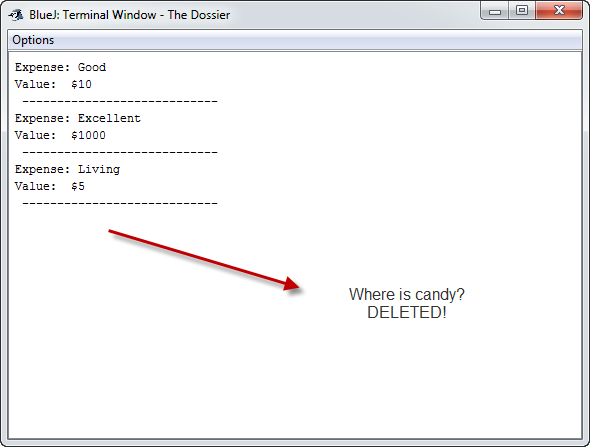 BlueJ: Terminal Window - The Dossier
Options
Expense: Good
Value:  $10
----------------------------
Expense: Excellent
Value:  $1000
----------------------------
Expense: Living
Value:  $5
----------------------------
Where is candy?
DELETED!